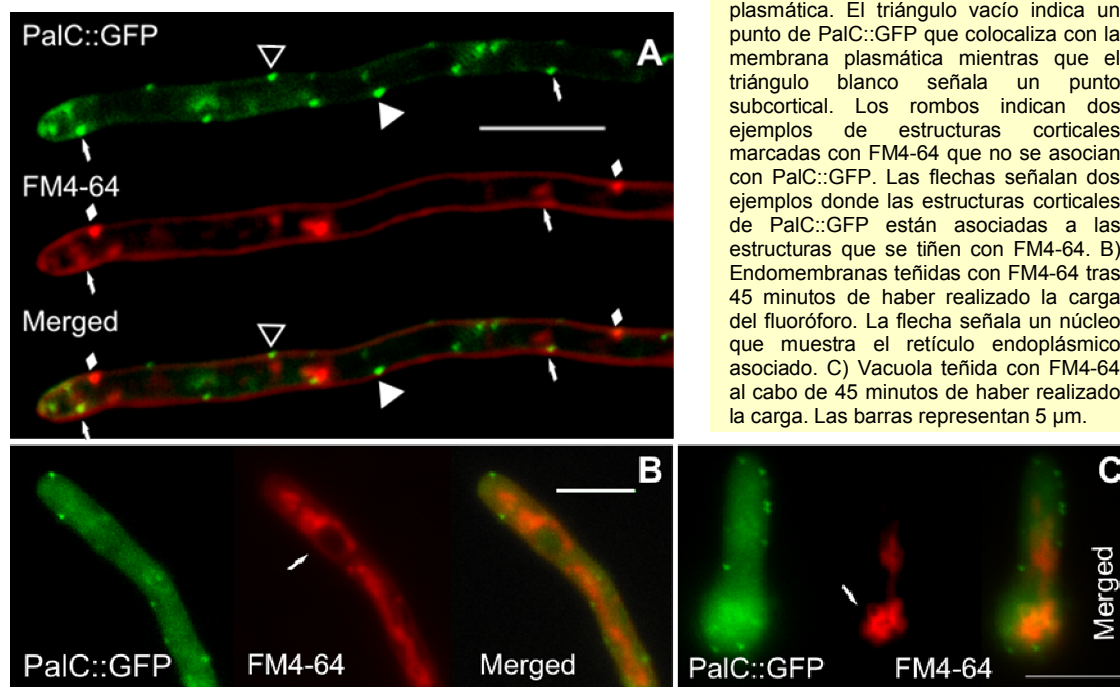 PalC::GFP
A
FM4-64
Merged
plasmática. El triángulo vacío indica un
punto de PalC::GFP que colocaliza con la
membrana plasmática mientras que el
triángulo blanco señala un punto
subcortical. Los rombos indican dos
ejemplos de estructuras corticales
marcadas con FM4-64 que no se asocian
con PalC::GFP. Las flechas señalan dos
ejemplos donde las estructuras corticales
de PalC::GFP están asociadas a las
estructuras que se tiñen con FM4-64. B)
Endomembranas teñidas con FM4-64 tras
45 minutos de haber realizado la carga
del fluoróforo. La flecha señala un núcleo
que muestra el retículo endoplásmico
asociado. C) Vacuola teñida con FM4-64
al cabo de 45 minutos de haber realizado
la carga. Las barras representan 5 µm.
B
PalC::GFP FM4-64 Merged
C
PalC::GFP FM4-64 Merged